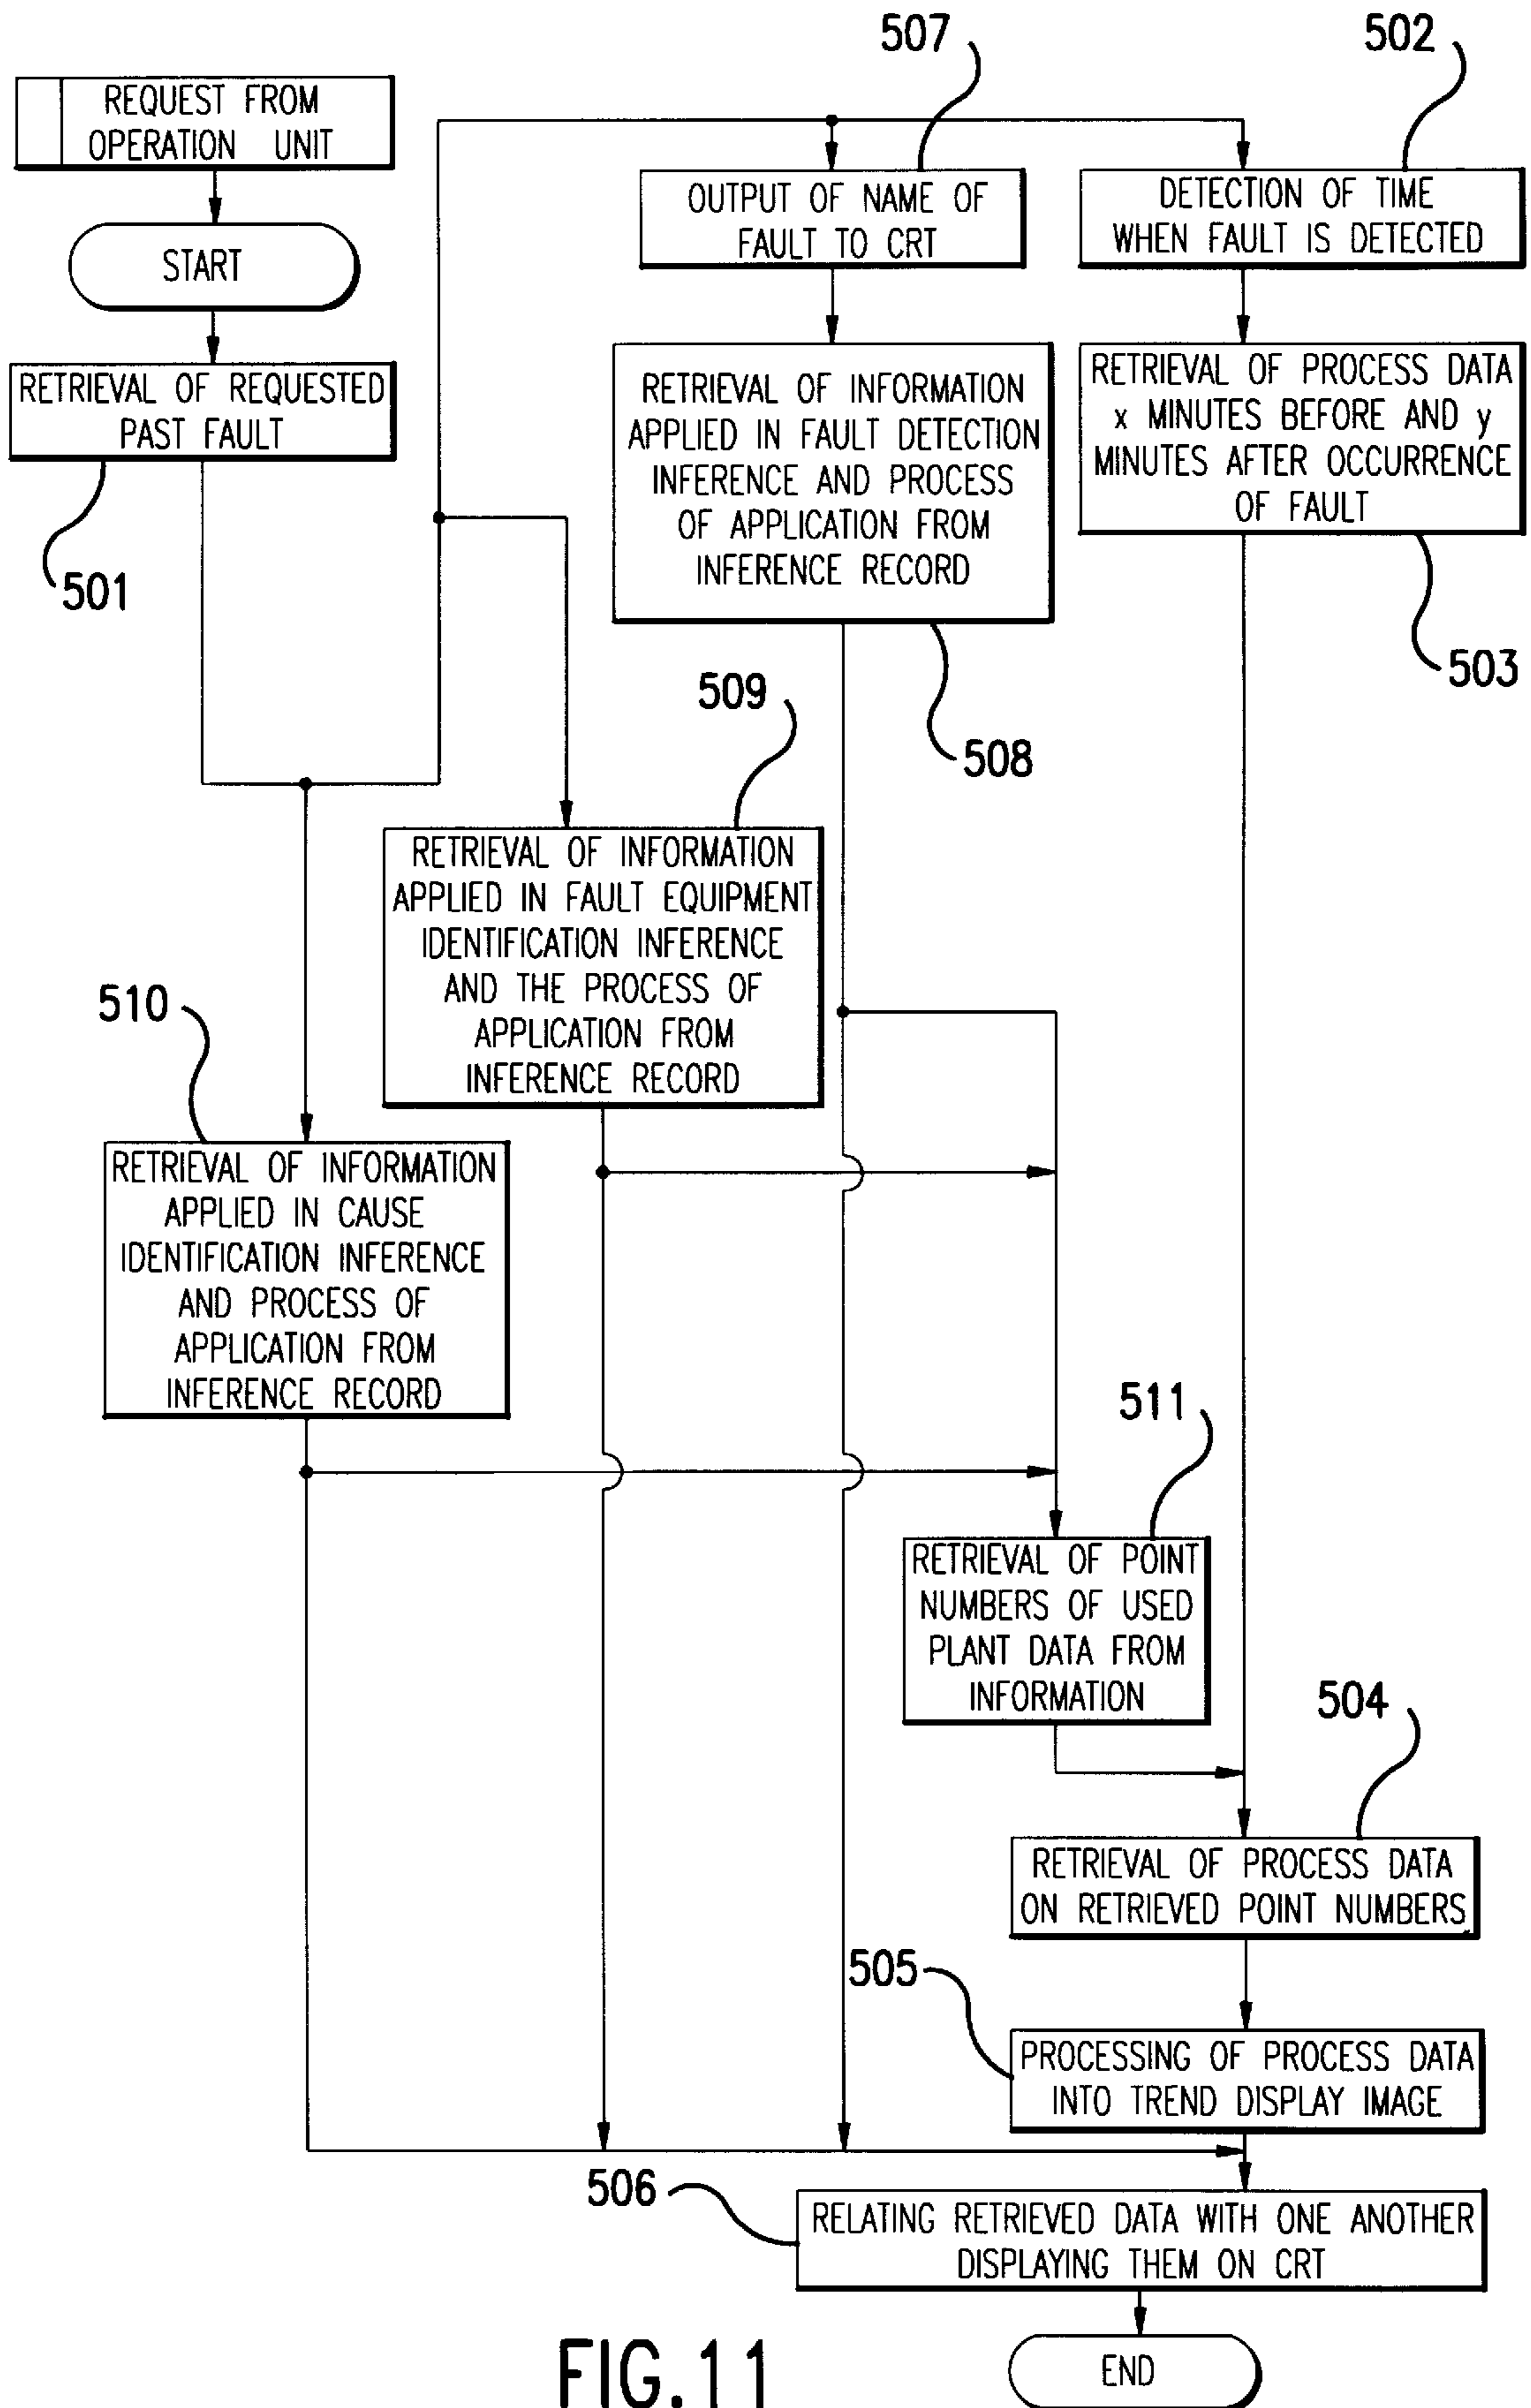 507
502
REQUEST FROM
OPERATION UNIT
OUTPUT OF NAME OF
FAULT TO CRT
DETECTION OF TIME
WHEN FAULT IS DETECTED
START
RETRIEVAL OF REQUESTED
PAST FAULT
501
RETRIEVAL OF INFORMATION
APPLIED IN FAULT DETECTION
INFERENCE AND PROCESS
OF APPLICATION FROM
INFERENCE RECORD
508
RETRIEVAL OF PROCESS DATA
x MINUTES BEFORE AND y
MINUTES AFTER OCCURRENCE
OF FAULT
503
509
RETRIEVAL OF INFORMATION
APPLIED IN FAULT EQUIPMENT
IDENTIFICATION INFERENCE
AND THE PROCESS OF
APPLICATION FROM
INFERENCE RECORD
510
RETRIEVAL OF INFORMATION
APPLIED IN CAUSE
IDENTIFICATION INFERENCE
AND PROCESS OF
APPLICATION FROM
INFERENCE RECORD
511
RETRIEVAL OF POINT
NUMBERS OF USED
PLANT DATA FROM
INFORMATION
504
RETRIEVAL OF PROCESS DATA
ON RETRIEVED POINT NUMBERS
505
PROCESSING OF PROCESS DATA
INTO TREND DISPLAY IMAGE
506
RELATING RETRIEVED DATA WITH ONE ANOTHER
DISPLAYING THEM ON CRT
END
FIG.11